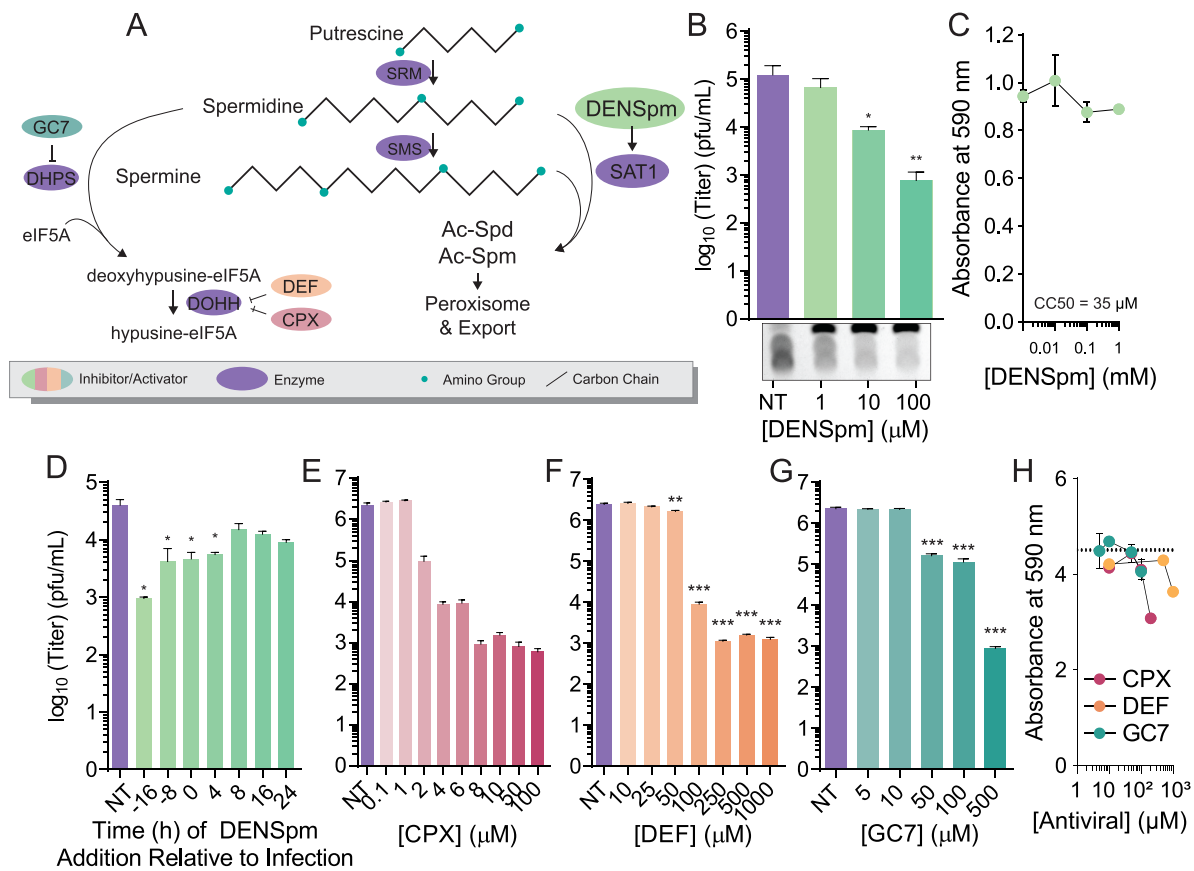 A
Putrescine
SRM
Spermidine
DENSpm
GC7
SMS
DHPS
Spermine
SAT1
eIF5A
Ac-Spd
Ac-Spm
deoxyhypusine-eIF5A
DOHH
DEF
CPX
hypusine-eIF5A
Peroxisome
& Export
Inhibitor/Activator
Enzyme
Amino Group
Carbon Chain
B
log10 (Titer) (pfu/mL)
6
5
4
3
2
1
0
*
**
NT 1 10 100
[DENSpm] (μM)
C
Absorbance at 590 nm
1.2
1.0
0.8
0.6
0.4
0.2
0.0
CC50 = 35 μM
0.01 0.1 1
[DENSpm] (mM)
D
log10 (Titer) (pfu/mL)
5
4
3
2
1
0
* * * *
NT -16 -8 0 4 8 16 24
Time (h) of DENSpm
Addition Relative to Infection
E
7
6
5
4
3
2
1
0
NT 0.1 1 2 4 6 8 10 50 100
[CPX] (μM)
F
7
6
5
4
3
2
1
0
** *** *** *** ***
NT 10 25 50 100 250 500 1000
[DEF] (μM)
G
7
6
5
4
3
2
1
0
*** *** ***
NT 5 10 50 100 500
[GC7] (μM)
H
Absorbance at 590 nm
6
4
2
0
CPX
DEF
GC7
1 10¹ 10² 10³
[Antiviral] (μM)